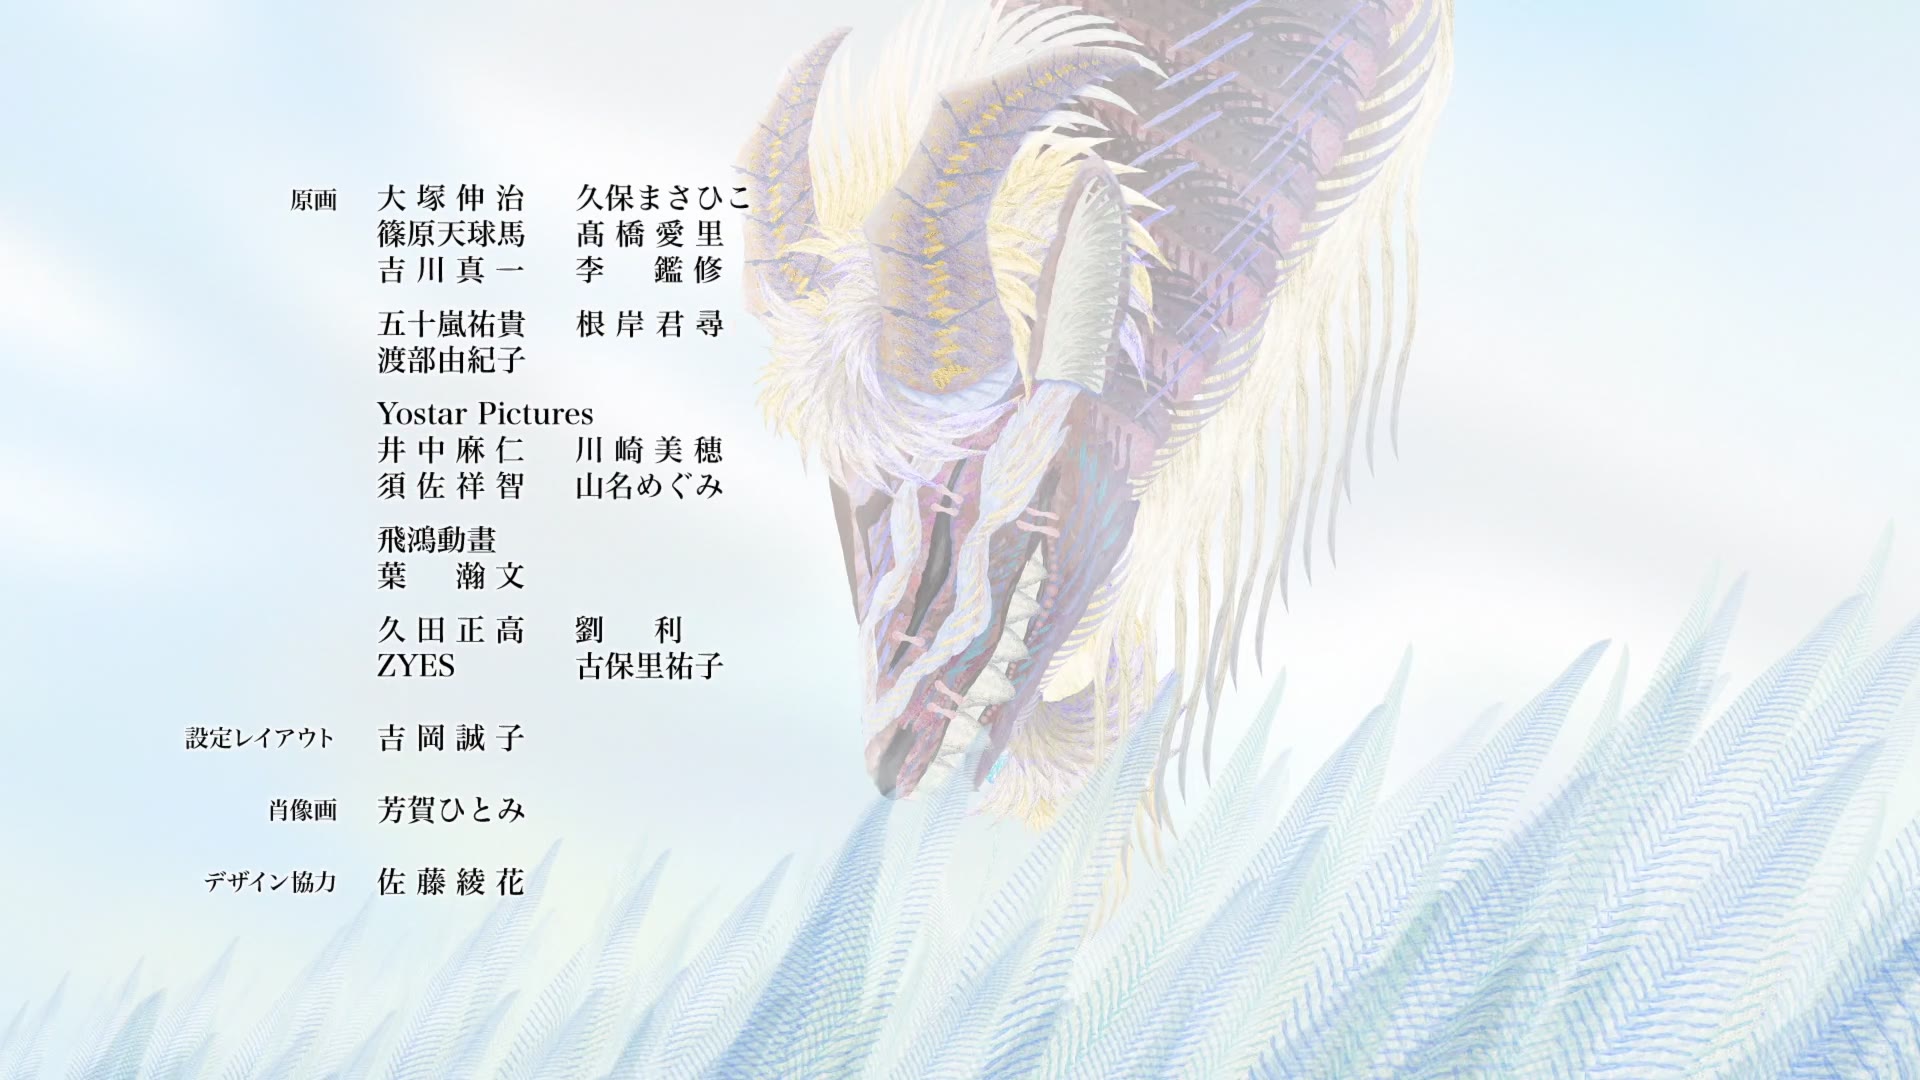 原画 大塚伸治 久保まさひこ
篠原天球馬 髙橋愛里
吉川真一 李鑑修
五十嵐祐貴 根岸君尋
渡部由紀子
Yostar Pictures
井中麻仁 川崎美穂
須佐祥智 山名めぐみ
飛鴻動畫
葉瀚文
久田正高 劉利
ZYES 古保里祐子
設定レイアウト 吉岡誠子
肖像画 芳賀ひとみ
デザイン協力 佐藤綾花